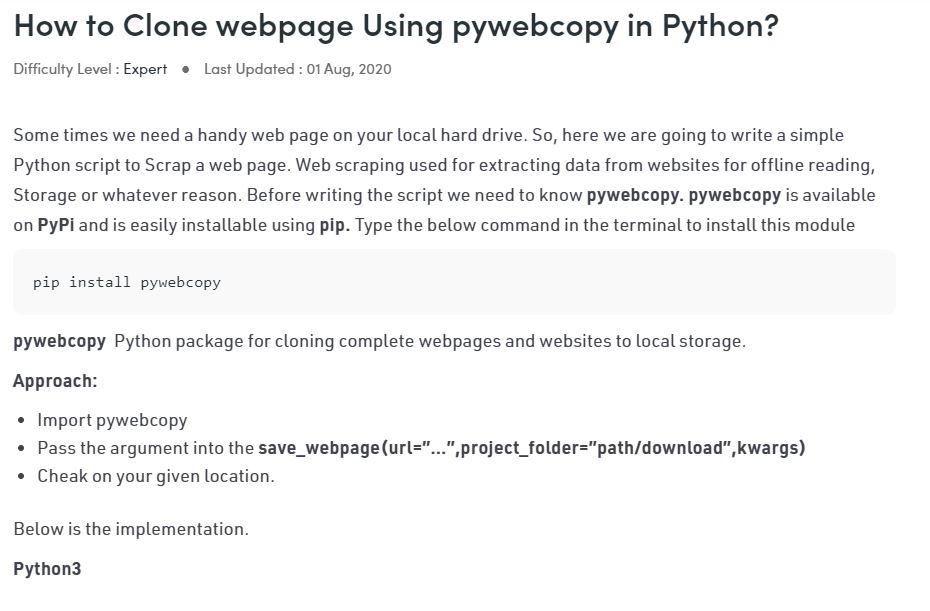 How to Clone webpage Using pywebcopy in Python?
Difficulty Level : Expert ● Last Updated : 01 Aug, 2020
Some times we need a handy web page on your local hard drive. So, here we are going to write a simple
Python script to Scrap a web page. Web scraping used for extracting data from websites for offline reading,
Storage or whatever reason. Before writing the script we need to know pywebcopy. pywebcopy is available
on PyPi and is easily installable using pip. Type the below command in the terminal to install this module
pip install pywebcopy
pywebcopy Python package for cloning complete webpages and websites to local storage.
Approach:
• Import pywebcopy
• Pass the argument into the save_webpage(url=”…”,project_folder=”path/download”,kwargs)
• Cheak on your given location.
Below is the implementation.
Python3